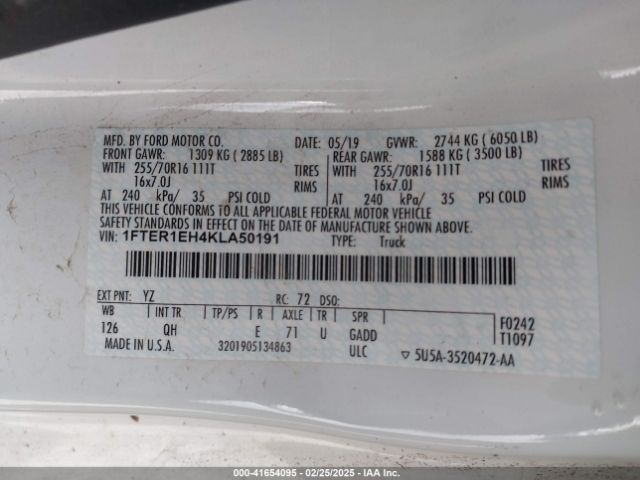 MFD. BY FORD MOTOR CO. DATE: 05/19 GVWR: 2744 KG ( 6050 LB)
FRONT GAWR: 1309 KG ( 2885 LB) REAR GAWR: 1588 KG ( 3500 LB)
WITH 255/70R16 111T TIRES WITH 255/70R16 111T TIRES
16x7.0J RIMS 16x7.0J RIMS
AT 240 kPa/ 35 PSI COLD AT 240 kPa/ 35 PSI COLD
THIS VEHICLE CONFORMS TO ALL APPLICABLE FEDERAL MOTOR VEHICLE
SAFETY STANDARDS IN EFFECT ON THE DATE OF MANUFACTURE SHOWN ABOVE.
VIN: 1FTER1EH4KLA50191 TYPE: Truck
EXT PNT: YZ RC: 72 DSO:
WB INT TR TP/PS R AXLE TR SPR
126 QH E 71 U GADD F0242
ULC T1097
MADE IN U.S.A. 3201905134863 ▽ 5U5A-3520472-AA
000-41654095 - 02/25/2025 - IAA Inc.